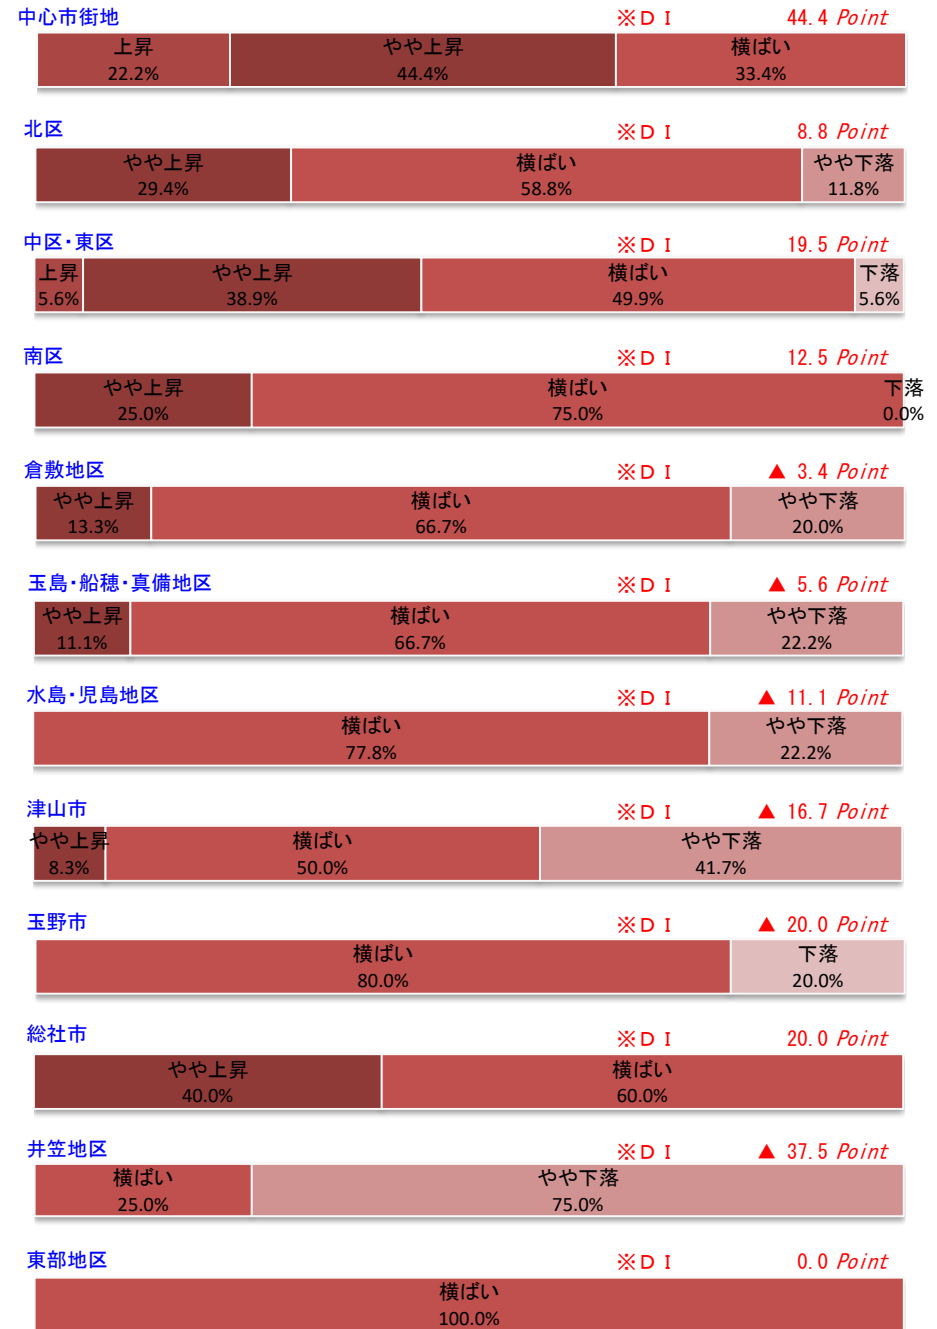 中心市街地 ※ＤＩ 44.4 Point
上昇 やや上昇 横ばい
22.2% 44.4% 33.4%
北区 ※ＤＩ 8.8 Point
やや上昇 横ばい やや下落
29.4% 58.8% 11.8%
中区・東区 ※ＤＩ 19.5 Point
上昇 やや上昇 横ばい 下落
5.6% 38.9% 49.9% 5.6%
南区 ※ＤＩ 12.5 Point
やや上昇 横ばい 下落
25.0% 75.0% 0.0%
倉敷地区 ※ＤＩ ▲ 3.4 Point
やや上昇 横ばい やや下落
13.3% 66.7% 20.0%
玉島・船穂・真備地区 ※ＤＩ ▲ 5.6 Point
やや上昇 横ばい やや下落
11.1% 66.7% 22.2%
水島・児島地区 ※ＤＩ ▲ 11.1 Point
横ばい やや下落
77.8% 22.2%
津山市 ※ＤＩ ▲ 16.7 Point
やや上昇 横ばい やや下落
8.3% 50.0% 41.7%
玉野市 ※ＤＩ ▲ 20.0 Point
横ばい 下落
80.0% 20.0%
総社市 ※ＤＩ 20.0 Point
やや上昇 横ばい
40.0% 60.0%
井笠地区 ※ＤＩ ▲ 37.5 Point
横ばい やや下落
25.0% 75.0%
東部地区 ※ＤＩ 0.0 Point
横ばい
100.0%